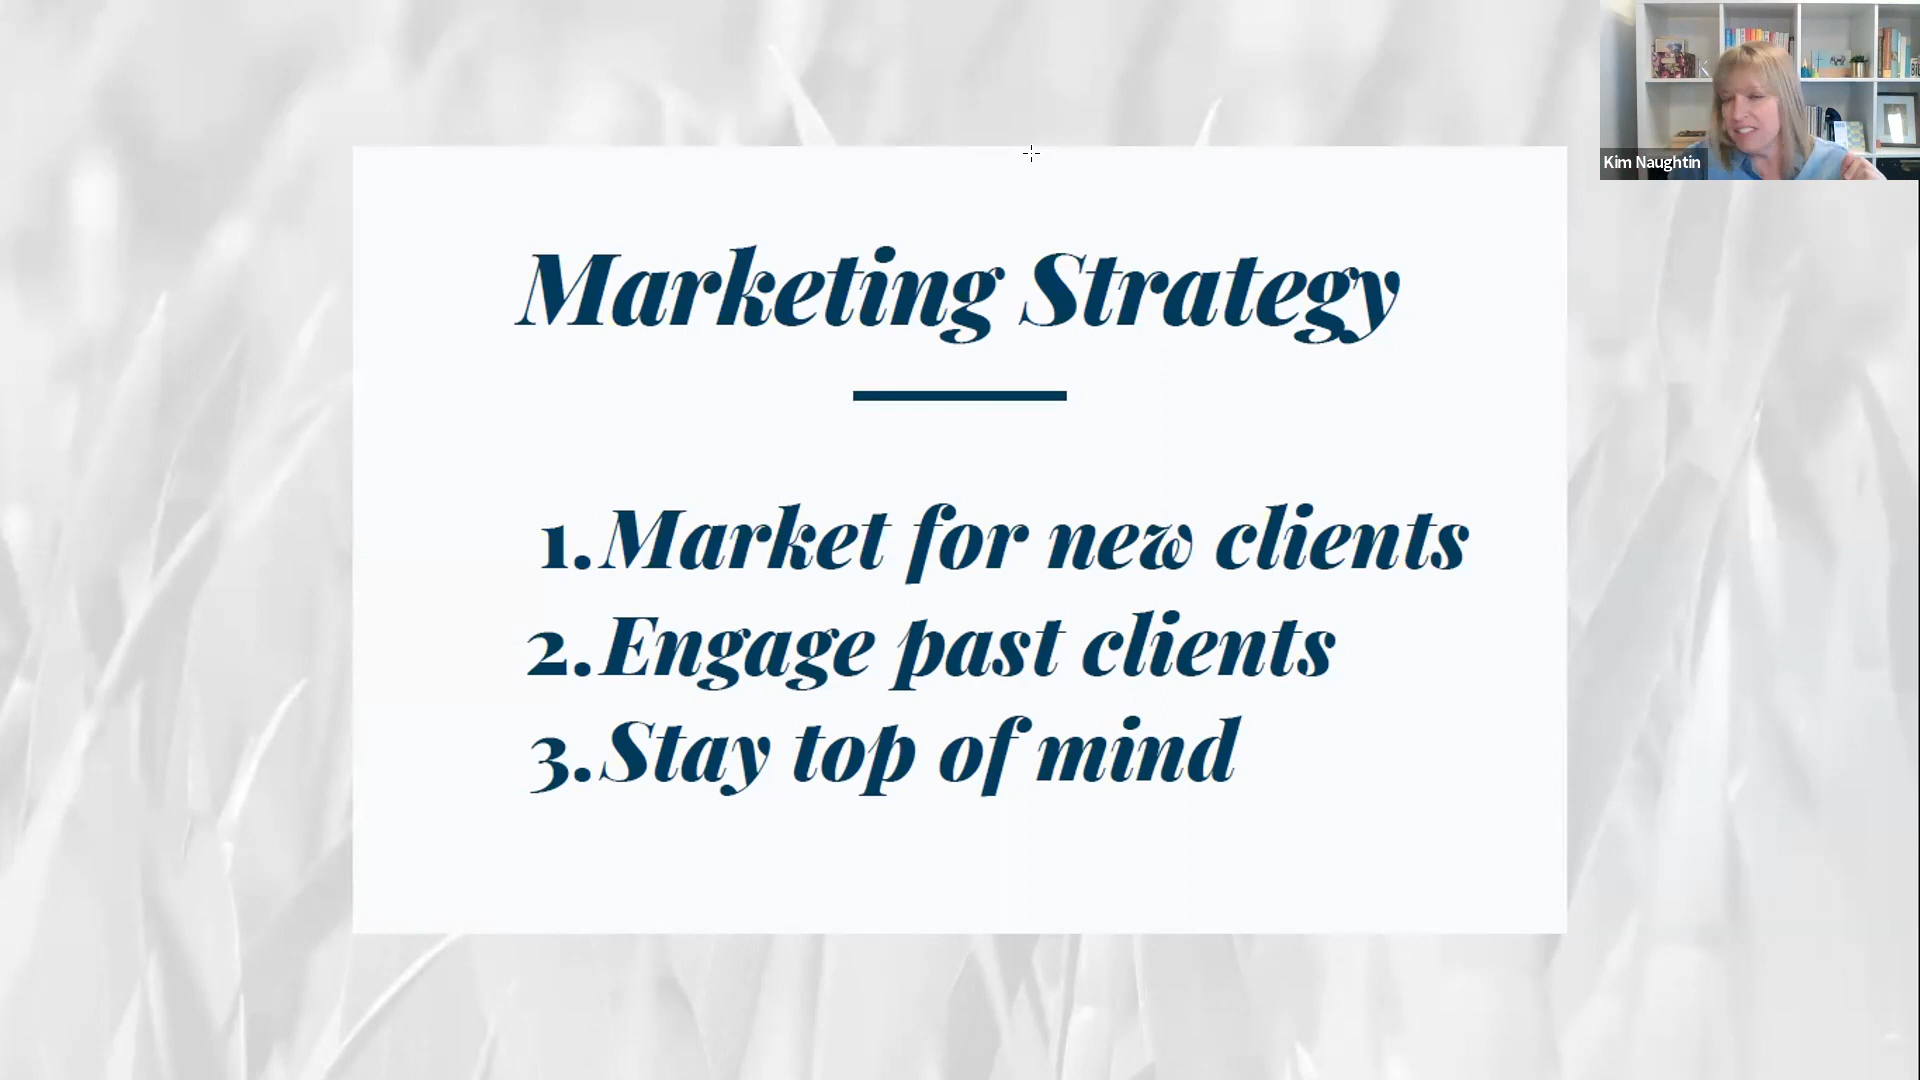 Marketing Strategy
1. Market for new clients
2. Engage past clients
3. Stay top of mind
Kim Naughtin